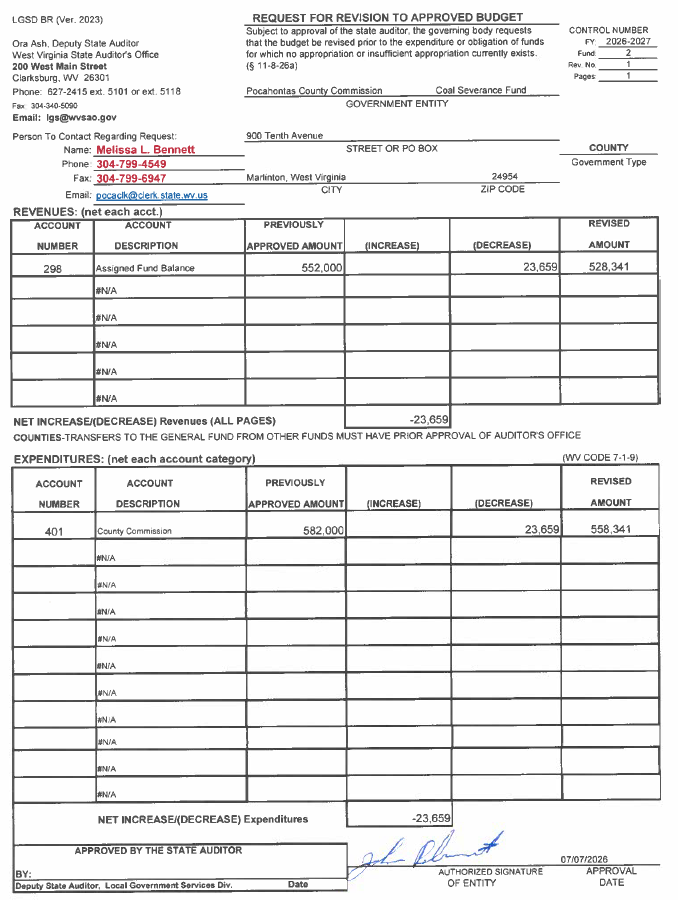 LGSD BR (Ver. 2023)
REQUEST FOR REVISION TO APPROVED BUDGET
Subject to approval of the state auditor, the governing body requests
that the budget be revised prior to the expenditure or obligation of funds
for which no appropriation or insufficient appropriation currently exists.
(§ 11-8-26a)
CONTROL NUMBER
FY: 2026-2027
Fund: 2
Rev. No. 1
Pages: 1
Ora Ash, Deputy State Auditor
West Virginia State Auditor's Office
200 West Main Street
Clarksburg, WV 26301
Phone: 627-2415 ext. 5101 or ext. 5118
Fax 304-340-5090
Email: lgs@wvsao.gov
Pocahontas County Commission Coal Severance Fund
GOVERNMENT ENTITY
Person To Contact Regarding Request:
Name: Melissa L. Bennett
Phone: 304-799-4549
Fax: 304-799-6947
Email: pocaclk@clerk.state.wv.us
900 Tenth Avenue
STREET OR PO BOX
COUNTY
Government Type
Marlinton, West Virginia 24954
CITY ZIP CODE
REVENUES: (net each acct.)
ACCOUNT ACCOUNT PREVIOUSLY REVISED
NUMBER DESCRIPTION APPROVED AMOUNT (INCREASE) (DECREASE) AMOUNT
298 Assigned Fund Balance 552,000 23,659 528,341
#N/A
#N/A
#N/A
#N/A
#N/A
NET INCREASE/(DECREASE) Revenues (ALL PAGES) -23,659
COUNTIES-TRANSFERS TO THE GENERAL FUND FROM OTHER FUNDS MUST HAVE PRIOR APPROVAL OF AUDITOR'S OFFICE
EXPENDITURES: (net each account category) (WV CODE 7-1-9)
ACCOUNT ACCOUNT PREVIOUSLY REVISED
NUMBER DESCRIPTION APPROVED AMOUNT (INCREASE) (DECREASE) AMOUNT
401 County Commission 582,000 23,659 558,341
#N/A
#N/A
#N/A
#N/A
#N/A
#N/A
#N/A
#N/A
#N/A
#N/A
NET INCREASE/(DECREASE) Expenditures -23,659
APPROVED BY THE STATE AUDITOR
BY:
Deputy State Auditor, Local Government Services Div. Date
07/07/2026
AUTHORIZED SIGNATURE APPROVAL
OF ENTITY DATE